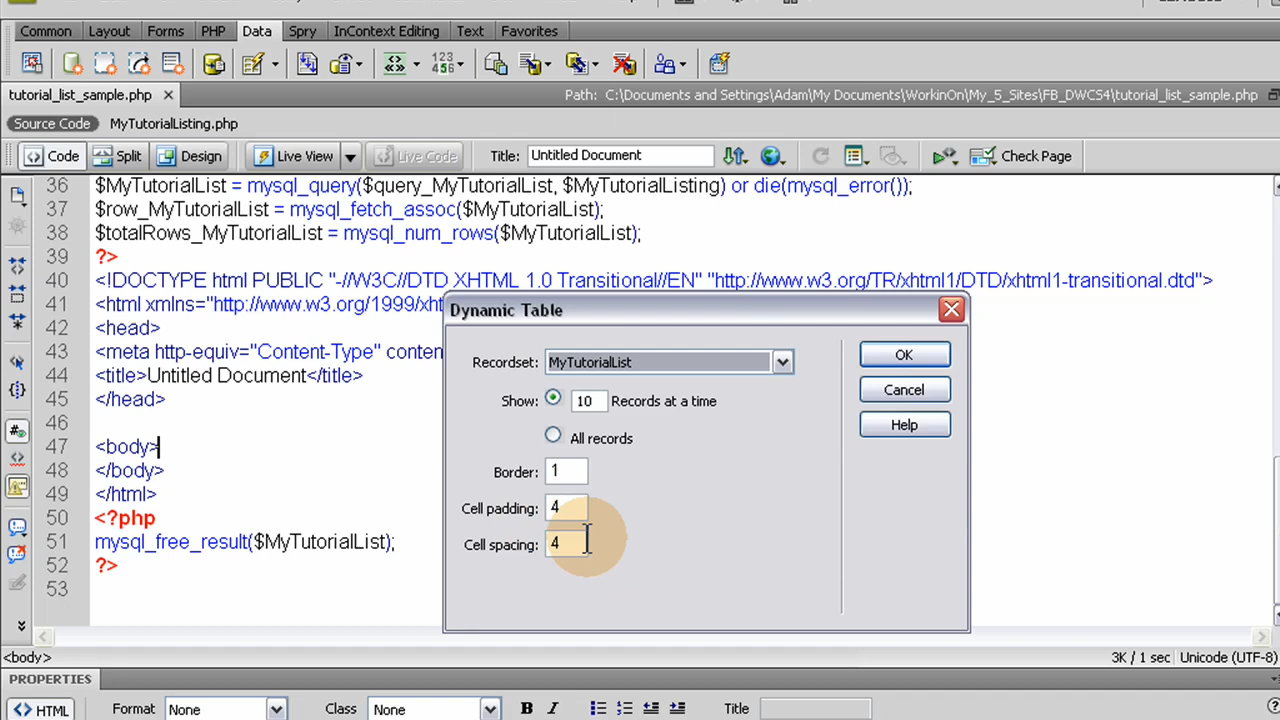 Common Layout Forms PHP Data Spry InContext Editing Text Favorites
tutorial_list_sample.php
Path: C:\Documents and Settings\Adam\My Documents\WorkinOn\My_5_Sites\FB_DWCS4\tutorial_list_sample.php
Source Code MyTutorialListing.php
Code Split Design Live View Live Code Title: Untitled Document Check Page
36 $MyTutorialList = mysql_query($query_MyTutorialList, $MyTutorialListing) or die(mysql_error());
37 $row_MyTutorialList = mysql_fetch_assoc($MyTutorialList);
38 $totalRows_MyTutorialList = mysql_num_rows($MyTutorialList);
39 ?>
40 <!DOCTYPE html PUBLIC "-//W3C//DTD XHTML 1.0 Transitional//EN" "http://www.w3.org/TR/xhtml1/DTD/xhtml1-transitional.dtd">
41 <html xmlns="http://www.w3.org/1999/xht
42 <head>
43 <meta http-equiv="Content-Type" conten
44 <title>Untitled Document</title>
45 </head>
46
47 <body>
48 </body>
49 </html>
50 <?php
51 mysql_free_result($MyTutorialList);
52 ?>
53
Dynamic Table
Recordset: MyTutorialList
Show: 10 Records at a time
All records
Border: 1
Cell padding: 4
Cell spacing: 4
OK
Cancel
Help
<body>
3K / 1 sec Unicode (UTF-8)
PROPERTIES
HTML Format None Class None B I Title